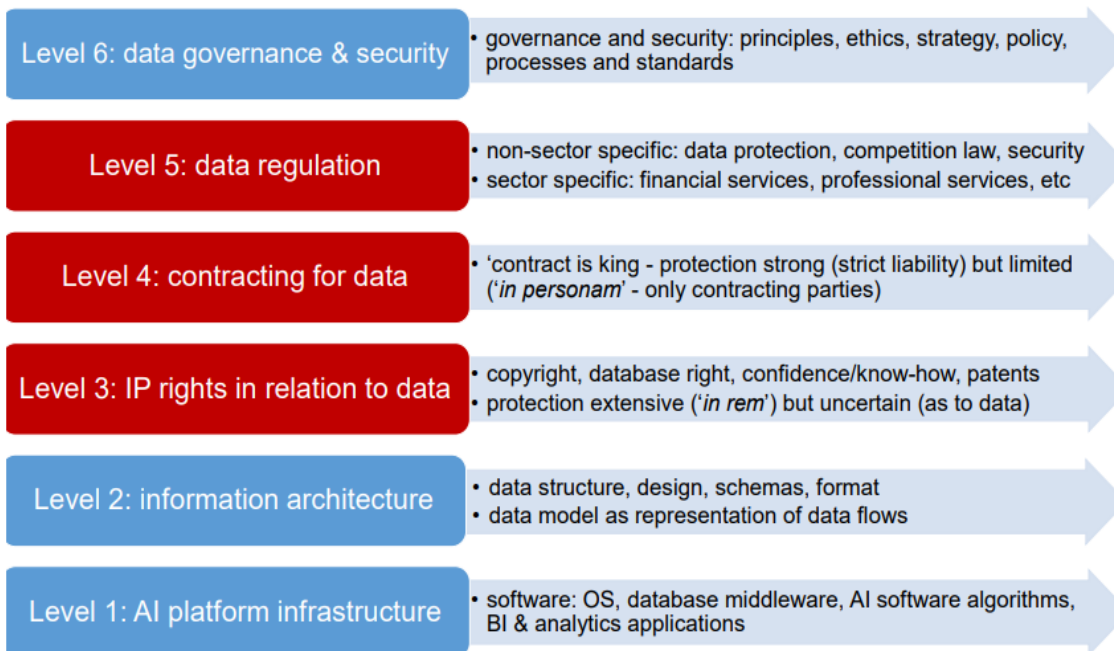 Level 6: data governance & security
• governance and security: principles, ethics, strategy, policy,
processes and standards
Level 5: data regulation
• non-sector specific: data protection, competition law, security
• sector specific: financial services, professional services, etc
Level 4: contracting for data
• ‘contract is king - protection strong (strict liability) but limited
(‘in personam’ - only contracting parties)
Level 3: IP rights in relation to data
• copyright, database right, confidence/know-how, patents
• protection extensive (‘in rem’) but uncertain (as to data)
Level 2: information architecture
• data structure, design, schemas, format
• data model as representation of data flows
Level 1: AI platform infrastructure
• software: OS, database middleware, AI software algorithms,
BI & analytics applications